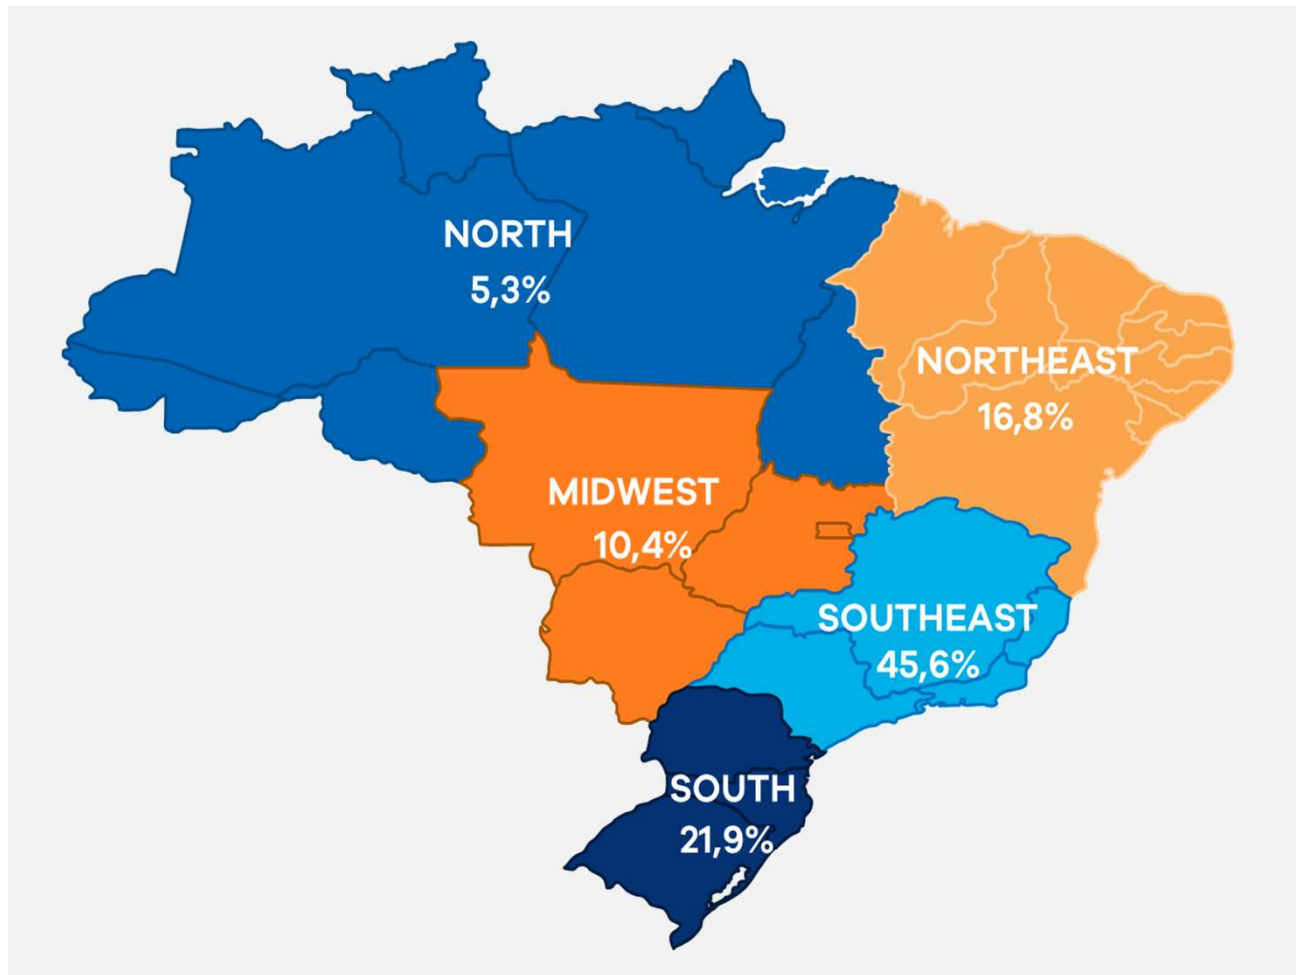 NORTH
5,3%
NORTHEAST
16,8%
MIDWEST
10,4%
SOUTHEAST
45,6%
SOUTH
21,9%